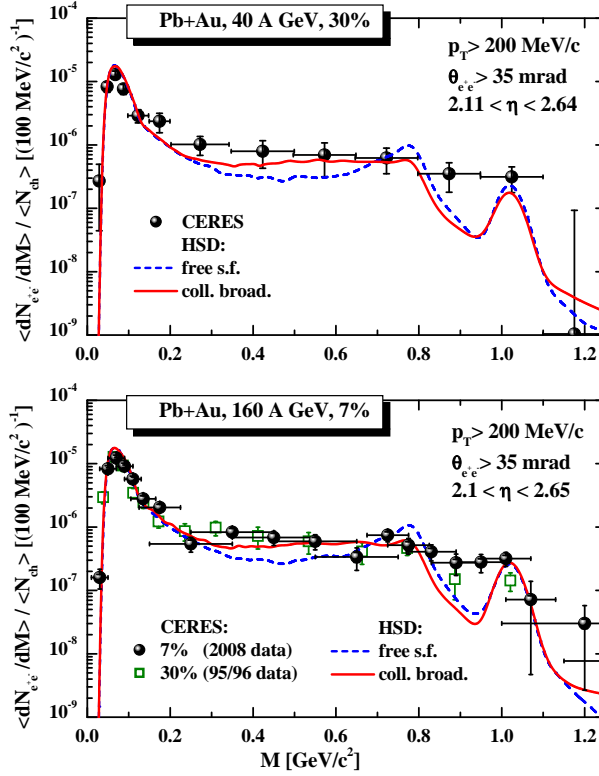 Pb+Au, 40 A GeV, 30%
p_T > 200 MeV/c
θ_e+e- > 35 mrad
2.11 < η < 2.64
<dN_e+e-/dM> / <N_ch> [(100 MeV/c²)^-1]
10^-5
10^-6
10^-7
10^-8
10^-9
CERES
HSD:
free s.f.
coll. broad.
0.0 0.2 0.4 0.6 0.8 1.0 1.2
Pb+Au, 160 A GeV, 7%
p_T > 200 MeV/c
θ_e+e- > 35 mrad
2.1 < η < 2.65
<dN_e+e-/dM> / <N_ch> [(100 MeV/c²)^-1]
10^-4
10^-5
10^-6
10^-7
10^-8
10^-9
CERES: HSD:
7% (2008 data) free s.f.
30% (95/96 data) coll. broad.
0.0 0.2 0.4 0.6 0.8 1.0 1.2
M [GeV/c²]